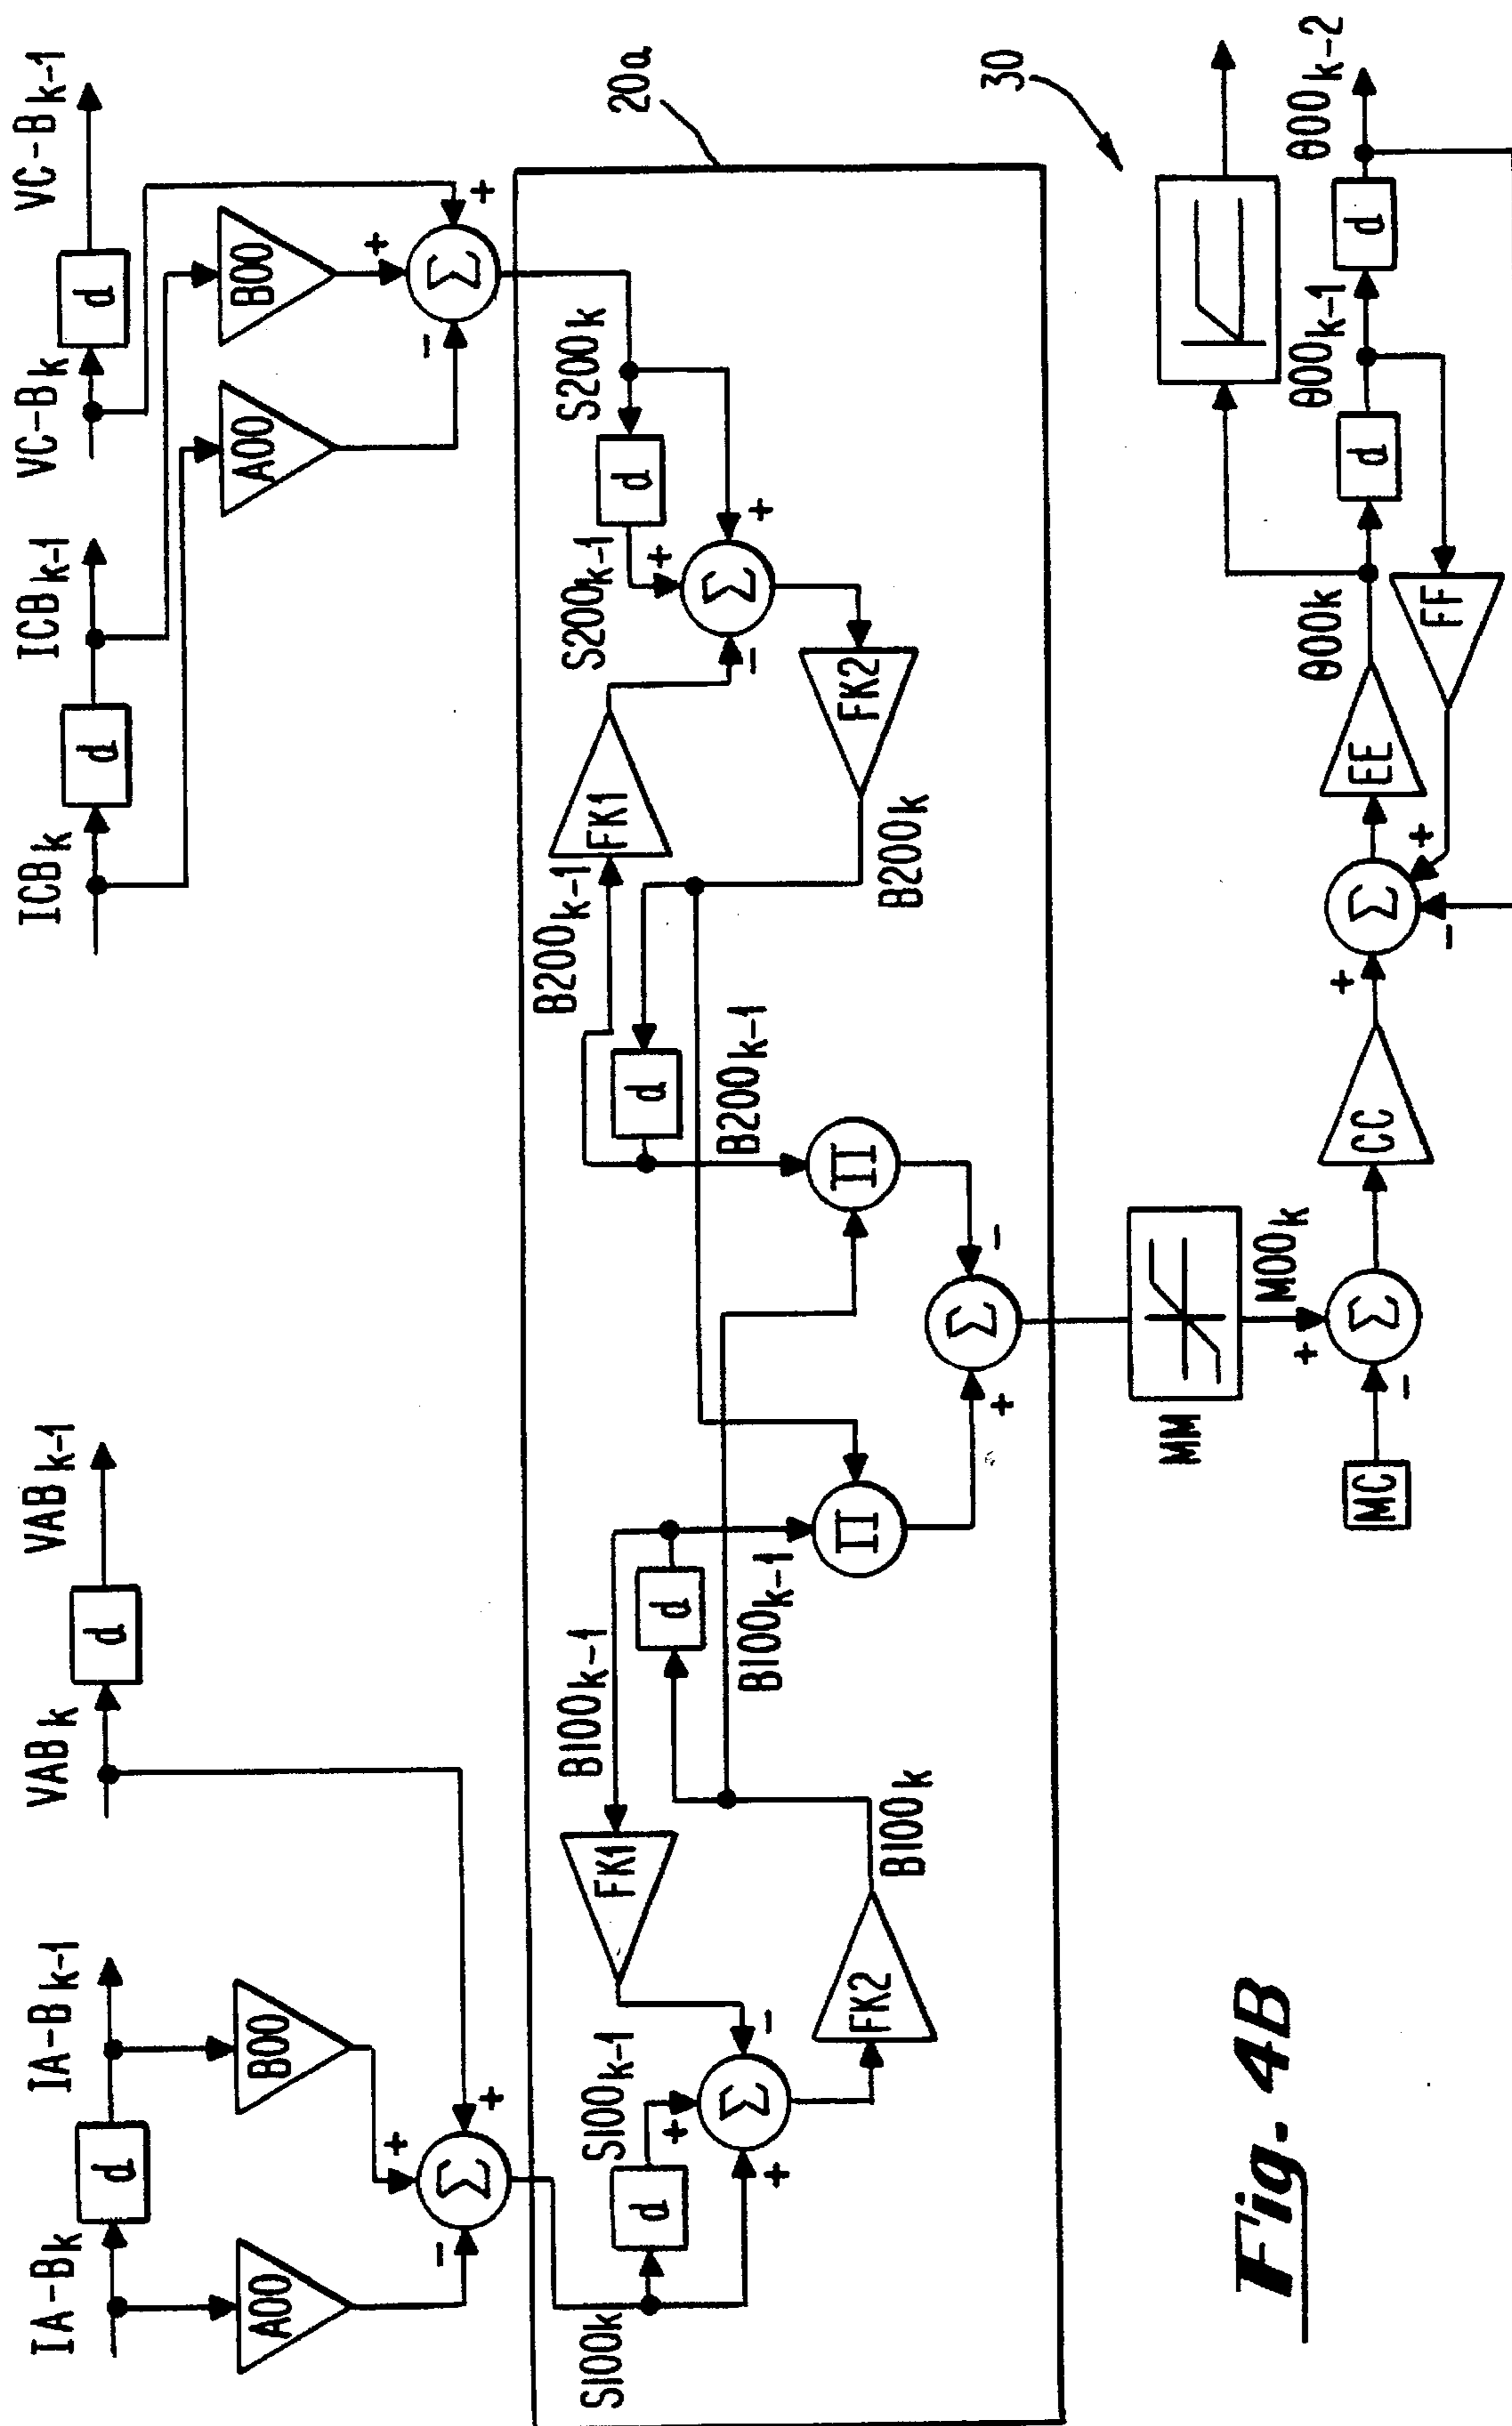 IA-Bk
IA-Bk-1
VABk
VABk-1
ICBk
ICBk-1
VC-Bk
VC-Bk-1
d
d
d
d
A00
B00
A00
B00
-
+
+
Σ
-
+
+
Σ
20a
S100k
S100k-1
d
+
+
-
Σ
FK1
FK2
B100k-1
B100k
d
B100k-1
Π
B200k-1
B200k-1
d
Π
FK1
FK2
B200k
S200k-1
S200k
d
+
+
-
Σ
+
-
Σ
30
MM
M00k
MC
+
-
Σ
CC
+
-
+
Σ
EE
FF
θ00k
d
θ00k-1
d
θ00k-2
Fig. 4B